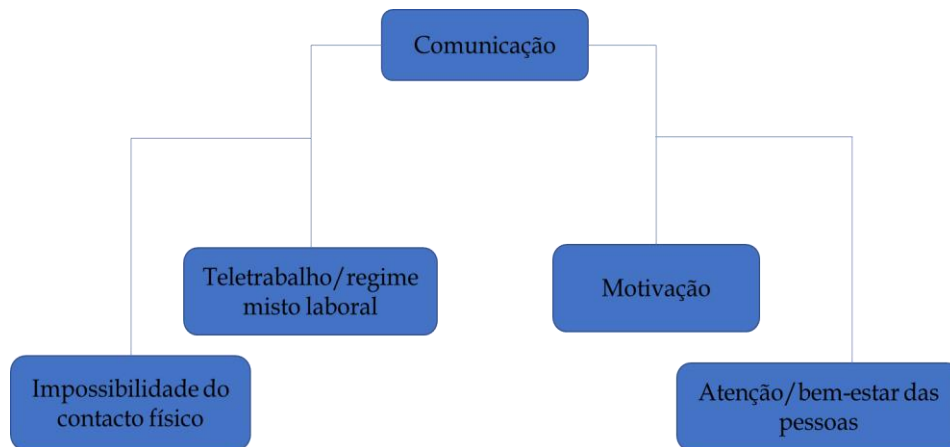 Comunicação
Teletrabalho/regime
misto laboral
Motivação
Impossibilidade do
contacto físico
Atenção/bem-estar das
pessoas